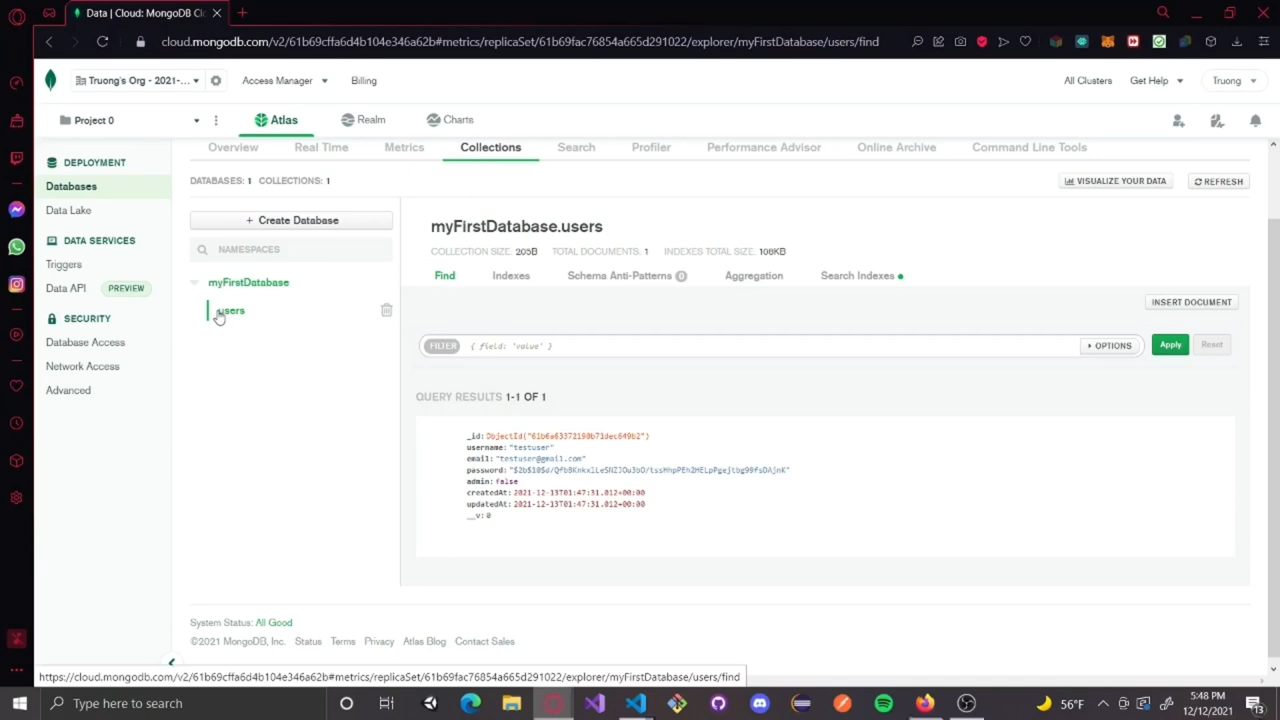 Data | Cloud: MongoDB Cl
cloud.mongodb.com/v2/61b69cffa6d4b104e346a62b#metrics/replicaSet/61b69fac76854a665d291022/explorer/myFirstDatabase/users/find
Truong's Org - 2021-...
Access Manager
Billing
All Clusters
Get Help
Truong
Project 0
Atlas
Realm
Charts
DEPLOYMENT
Databases
Data Lake
DATA SERVICES
Triggers
Data API PREVIEW
SECURITY
Database Access
Network Access
Advanced
Overview
Real Time
Metrics
Collections
Search
Profiler
Performance Advisor
Online Archive
Command Line Tools
DATABASES: 1 COLLECTIONS: 1
VISUALIZE YOUR DATA
REFRESH
+ Create Database
NAMESPACES
myFirstDatabase
users
myFirstDatabase.users
COLLECTION SIZE: 205B TOTAL DOCUMENTS: 1 INDEXES TOTAL SIZE: 108KB
Find
Indexes
Schema Anti-Patterns 0
Aggregation
Search Indexes
INSERT DOCUMENT
FILTER { field: 'value' }
OPTIONS
Apply
Reset
QUERY RESULTS 1-1 OF 1
_id: ObjectId("61b6a63372190b71dec649b2")
username: "testuser"
email: "testuser@gmail.com"
admin: false
createdAt: 2021-12-13T01:47:31.012+00:00
updatedAt: 2021-12-13T01:47:31.012+00:00
__v: 0
System Status: All Good
©2021 MongoDB, Inc. Status Terms Privacy Atlas Blog Contact Sales
https://cloud.mongodb.com/v2/61b69cffa6d4b104e346a62b#metrics/replicaSet/61b69fac76854a665d291022/explorer/myFirstDatabase/users/find
Type here to search
56°F
5:48 PM
12/12/2021
13